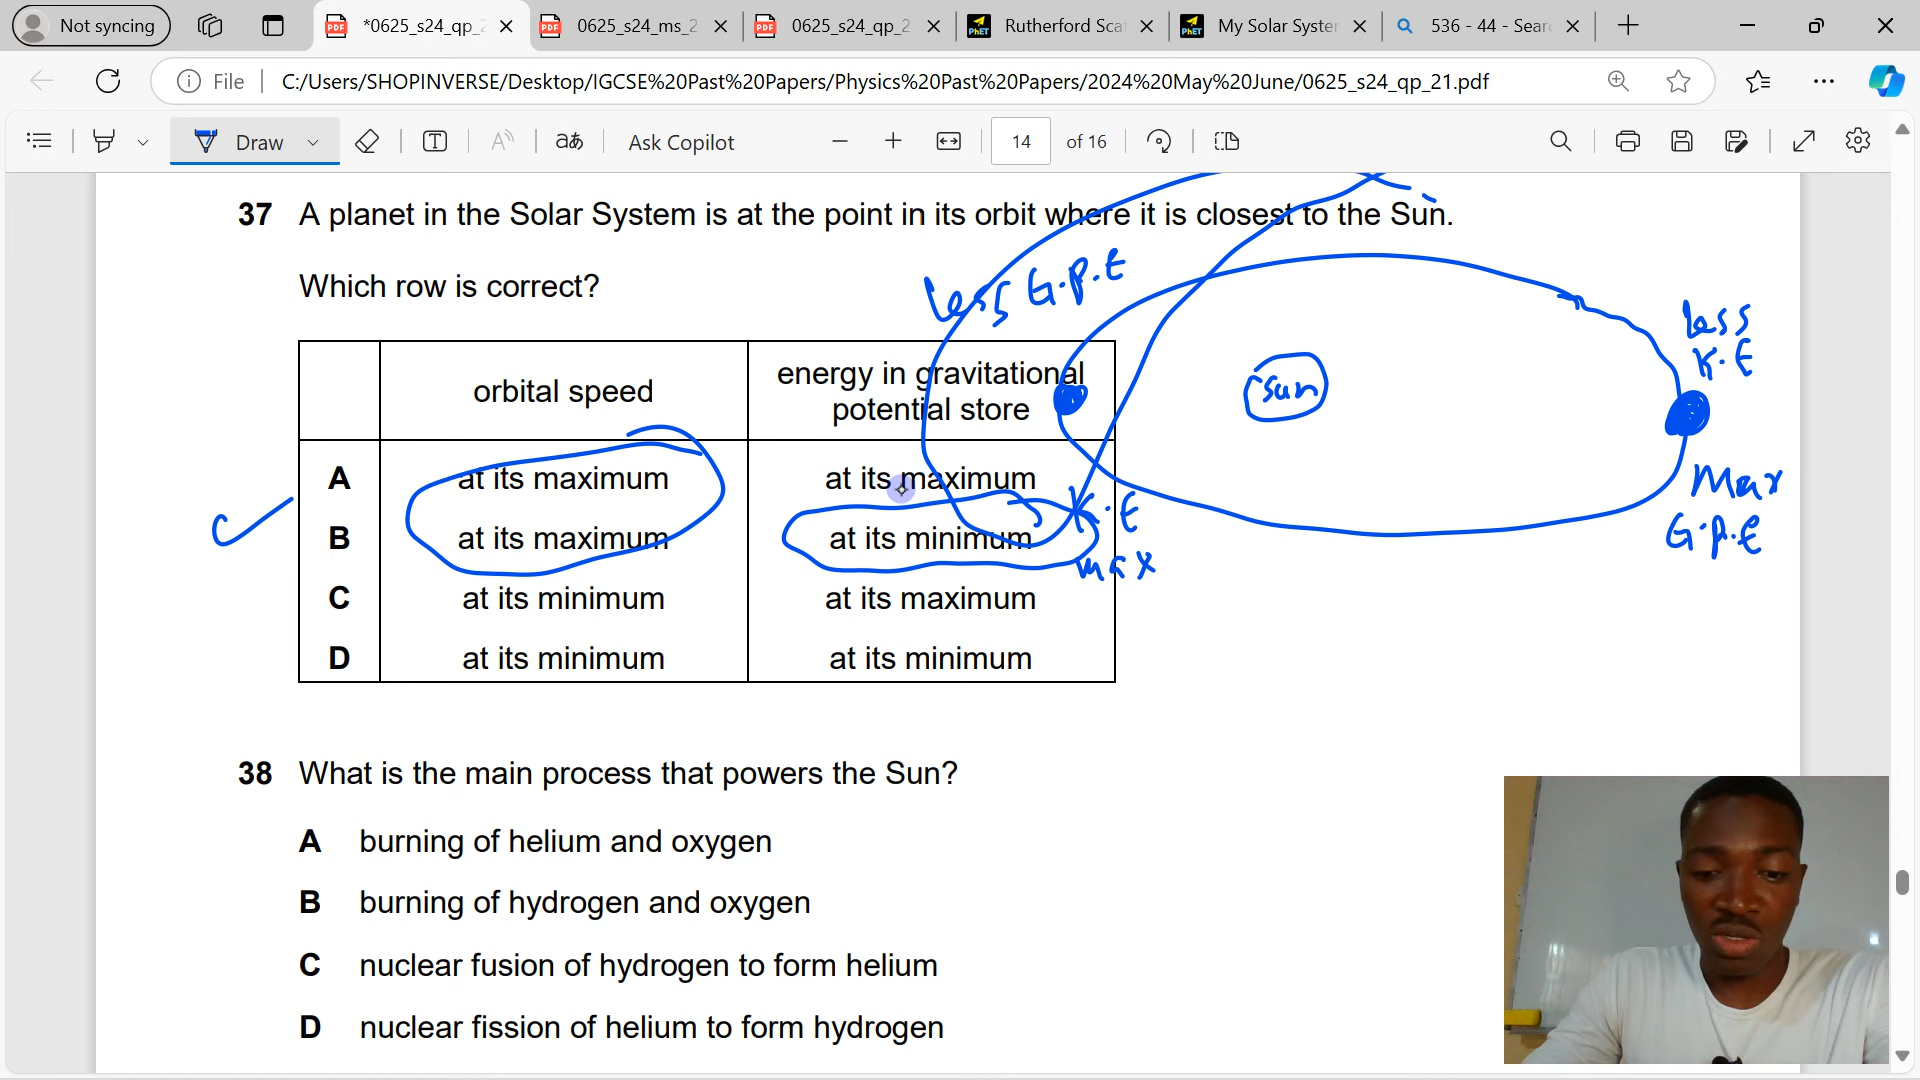 Not syncing
*0625_s24_qp_2
0625_s24_ms_2
0625_s24_qp_2
Rutherford Scat
My Solar System
536 - 44 - Sear
File
C:/Users/SHOPINVERSE/Desktop/IGCSE%20Past%20Papers/Physics%20Past%20Papers/2024%20May%20June/0625_s24_qp_21.pdf
Draw
Ask Copilot
14 of 16
37 A planet in the Solar System is at the point in its orbit where it is closest to the Sun.
Which row is correct?
less G.P.E
less
K.E
orbital speed
energy in gravitational
potential store
sun
A at its maximum at its maximum
B at its maximum at its minimum
K.E
max
Max
G.P.E
C at its minimum at its maximum
D at its minimum at its minimum
38 What is the main process that powers the Sun?
A burning of helium and oxygen
B burning of hydrogen and oxygen
C nuclear fusion of hydrogen to form helium
D nuclear fission of helium to form hydrogen